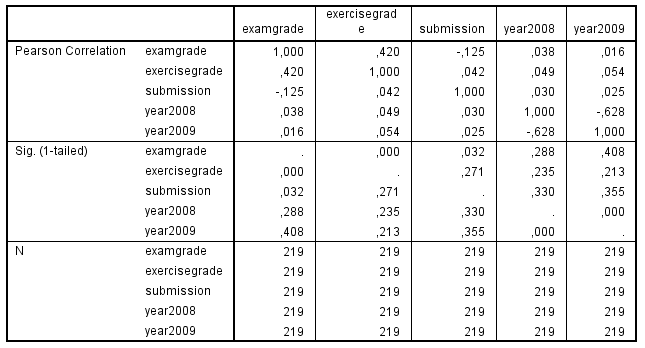 examgrade exercisegrad
e submission year2008 year2009
Pearson Correlation examgrade 1,000 ,420 -,125 ,038 ,016
exercisegrade ,420 1,000 ,042 ,049 ,054
submission -,125 ,042 1,000 ,030 ,025
year2008 ,038 ,049 ,030 1,000 -,628
year2009 ,016 ,054 ,025 -,628 1,000
Sig. (1-tailed) examgrade . ,000 ,032 ,288 ,408
exercisegrade ,000 . ,271 ,235 ,213
submission ,032 ,271 . ,330 ,355
year2008 ,288 ,235 ,330 . ,000
year2009 ,408 ,213 ,355 ,000 .
N examgrade 219 219 219 219 219
exercisegrade 219 219 219 219 219
submission 219 219 219 219 219
year2008 219 219 219 219 219
year2009 219 219 219 219 219